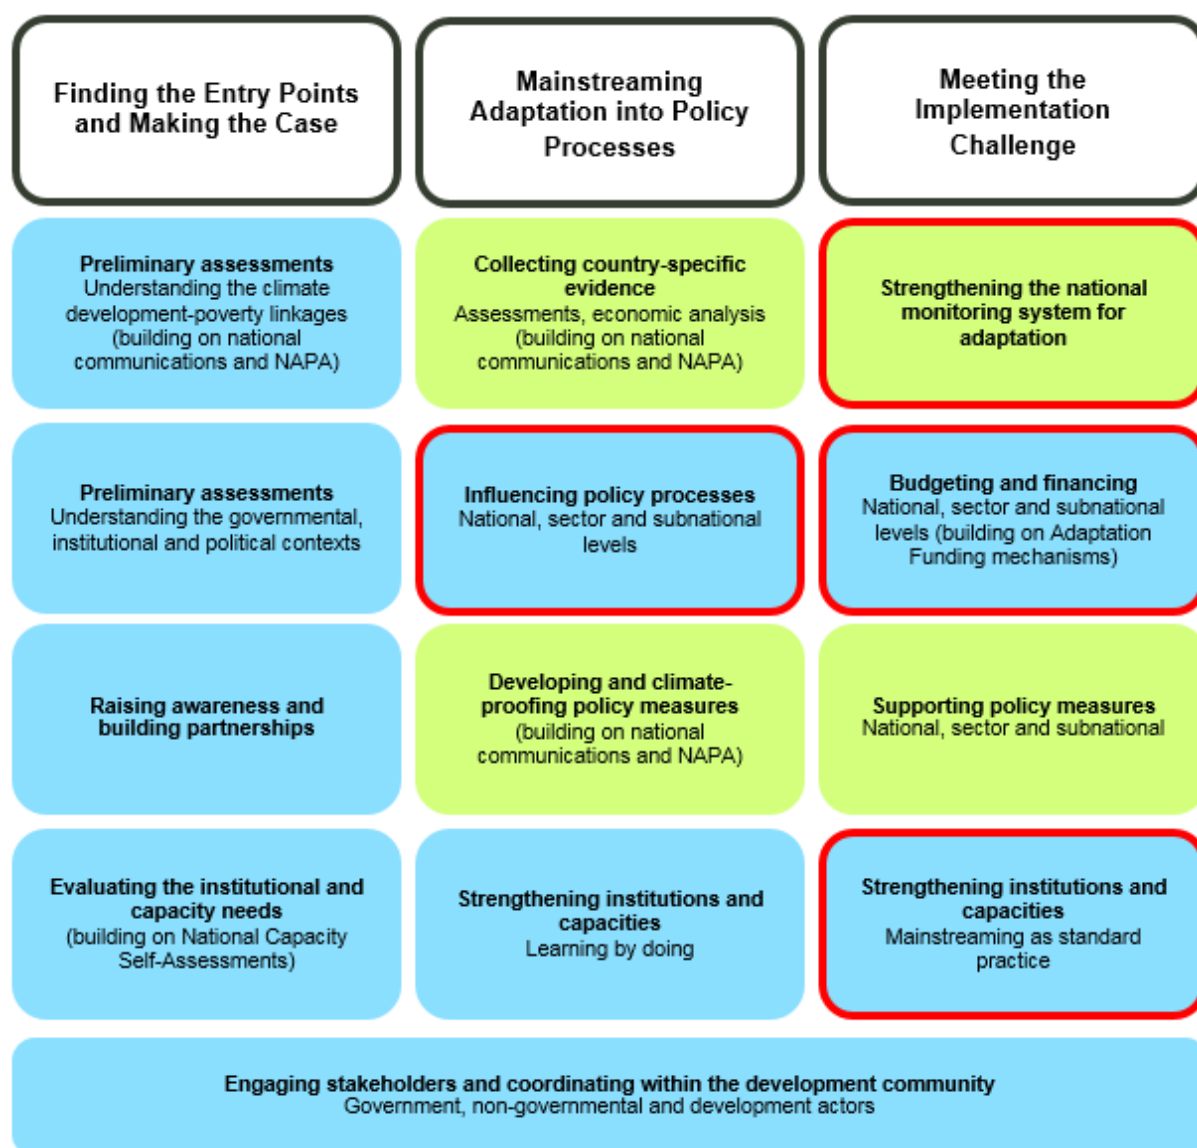 Finding the Entry Points
and Making the Case
Mainstreaming
Adaptation into Policy
Processes
Meeting the
Implementation
Challenge
Preliminary assessments
Understanding the climate
development-poverty linkages
(building on national
communications and NAPA)
Collecting country-specific
evidence
Assessments, economic analysis
(building on national
communications and NAPA)
Strengthening the national
monitoring system for
adaptation
Preliminary assessments
Understanding the governmental,
institutional and political contexts
Influencing policy processes
National, sector and subnational
levels
Budgeting and financing
National, sector and subnational
levels (building on Adaptation
Funding mechanisms)
Raising awareness and
building partnerships
Developing and climate-
proofing policy measures
(building on national
communications and NAPA)
Supporting policy measures
National, sector and subnational
Evaluating the institutional and
capacity needs
(building on National Capacity
Self-Assessments)
Strengthening institutions and
capacities
Learning by doing
Strengthening institutions and
capacities
Mainstreaming as standard
practice
Engaging stakeholders and coordinating within the development community
Government, non-governmental and development actors